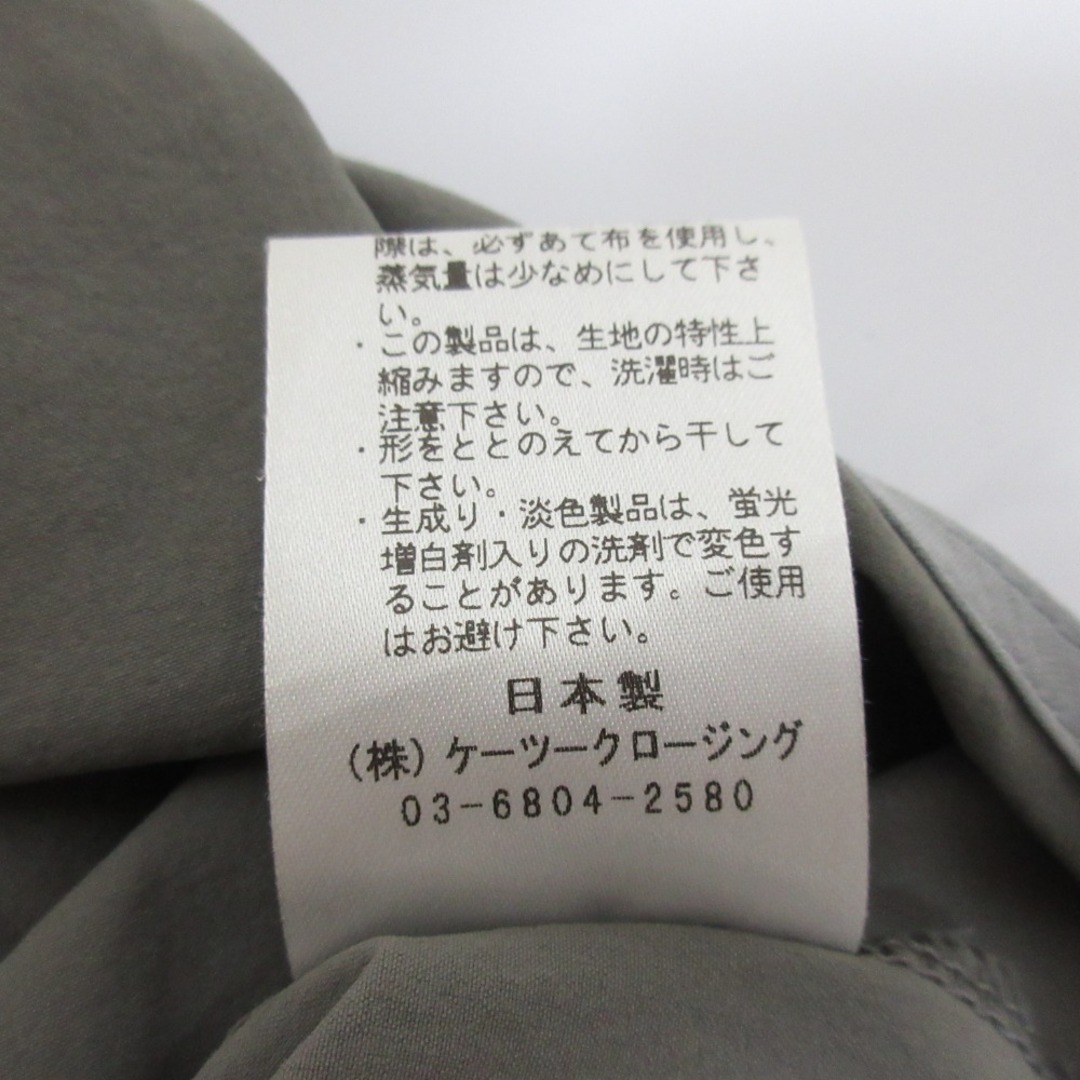 際は、必ずあて布を使用し、
蒸気量は少なめにして下さ
い。
・この製品は、生地の特性上
縮みますので、洗濯時はご
注意下さい。
・形をととのえてから干して
下さい。
・生成り・淡色製品は、蛍光
増白剤入りの洗剤で変色す
ることがあります。ご使用
はお避け下さい。
日本製
(株)ケーツークロージング
03-6804-2580